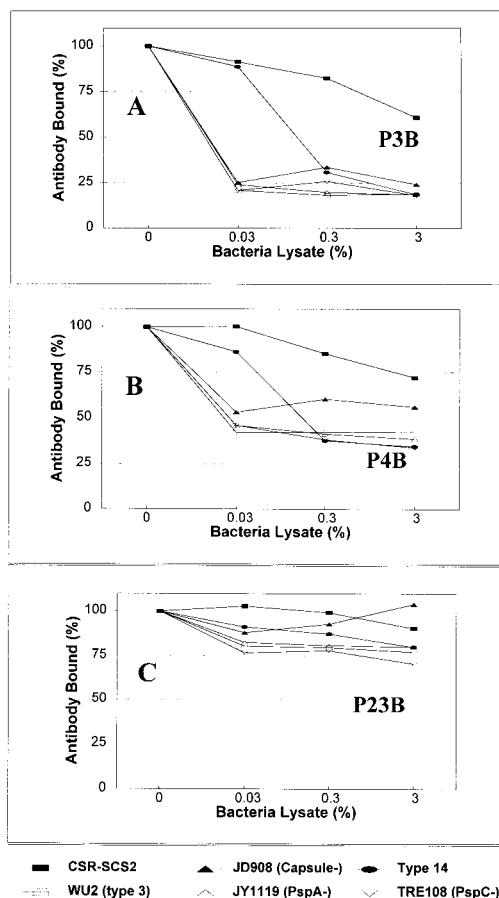 100
75
50
25
0
Antibody Bound (%)
A
P3B
0 0.03 0.3 3
Bacteria Lysate (%)
100
75
50
25
0
Antibody Bound (%)
B
P4B
0 0.03 0.3 3
Bacteria Lysate (%)
100
75
50
25
0
Antibody Bound (%)
C
P23B
0 0.03 0.3 3
Bacteria Lysate (%)
CSR-SCS2 JD908 (Capsule-) Type 14
WU2 (type 3) JY1119 (PspA-) TRE108 (PspC-)